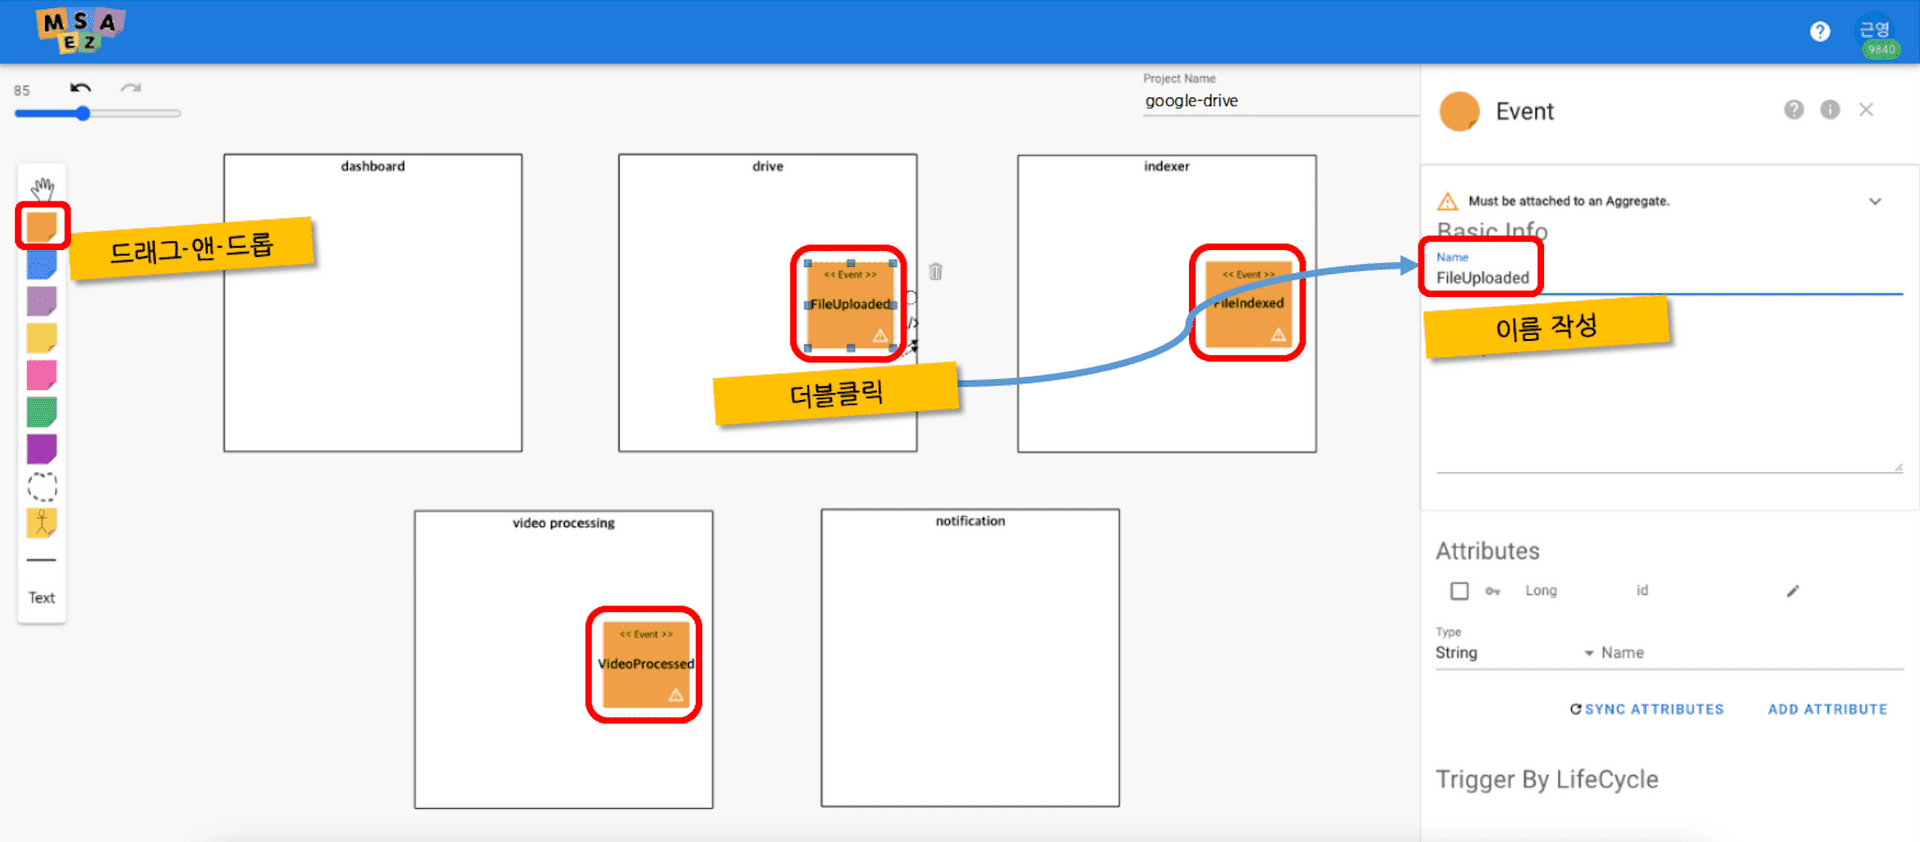 MSA
EZ
근영
9840
85
Project Name
google-drive
Event
dashboard
drive
indexer
Must be attached to an Aggregate.
Basic Info
Name
FileUploaded
드래그-앤-드롭
<< Event >>
FileUploaded
<< Event >>
FileIndexed
이름 작성
더블클릭
video processing
notification
<< Event >>
VideoProcessed
Text
Attributes
Long id
Type
String Name
SYNC ATTRIBUTES ADD ATTRIBUTE
Trigger By LifeCycle